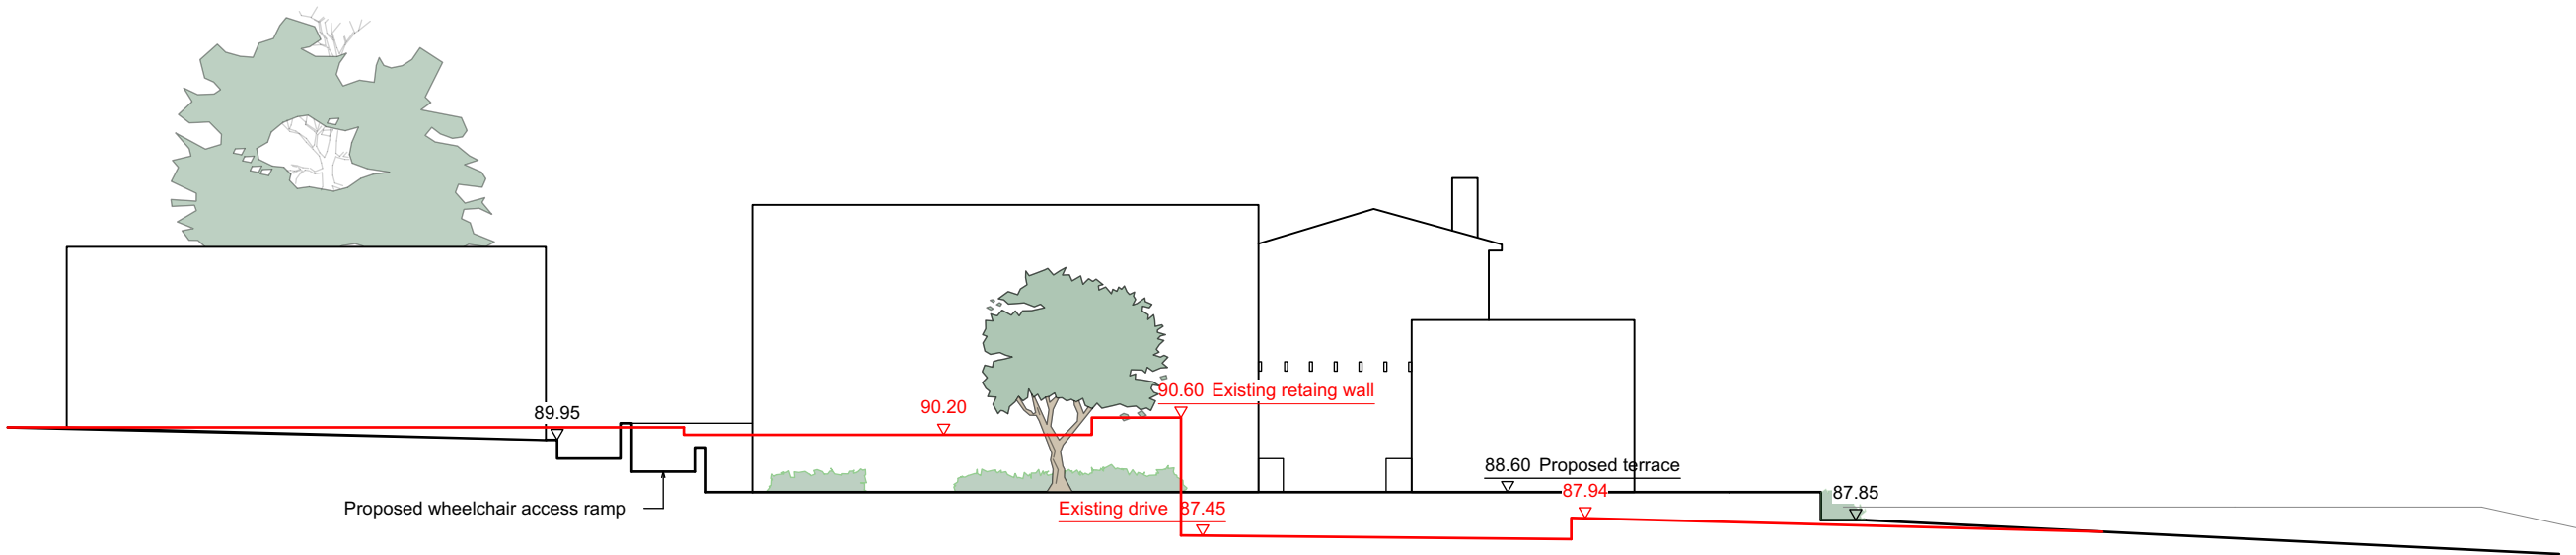 90.60 Existing retaing wall
90.20
89.95
88.60 Proposed terrace
87.94
87.85
Proposed wheelchair access ramp
Existing drive 87.45